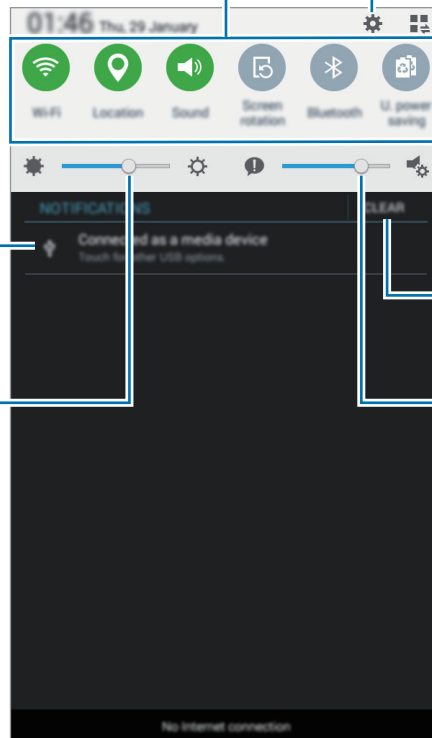 01:46 Thu, 29 January
Wi-Fi Location Sound Screen rotation Bluetooth U. power saving
NOTIFICATIONS CLEAR
Connected as a media device
Touch for other USB options.
No Internet connection